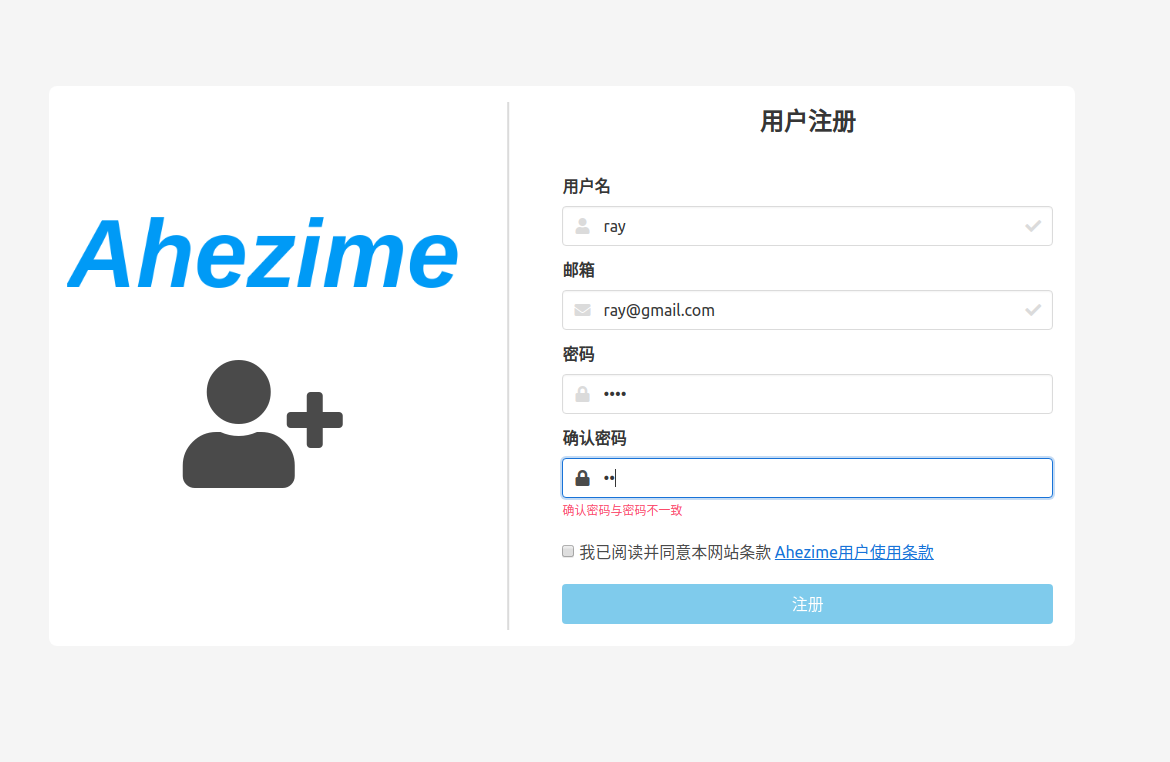 Ahezime
用户注册
用户名
ray
邮箱
ray@gmail.com
密码
••••
确认密码
••
确认密码与密码不一致
我已阅读并同意本网站条款 Ahezime用户使用条款
注册